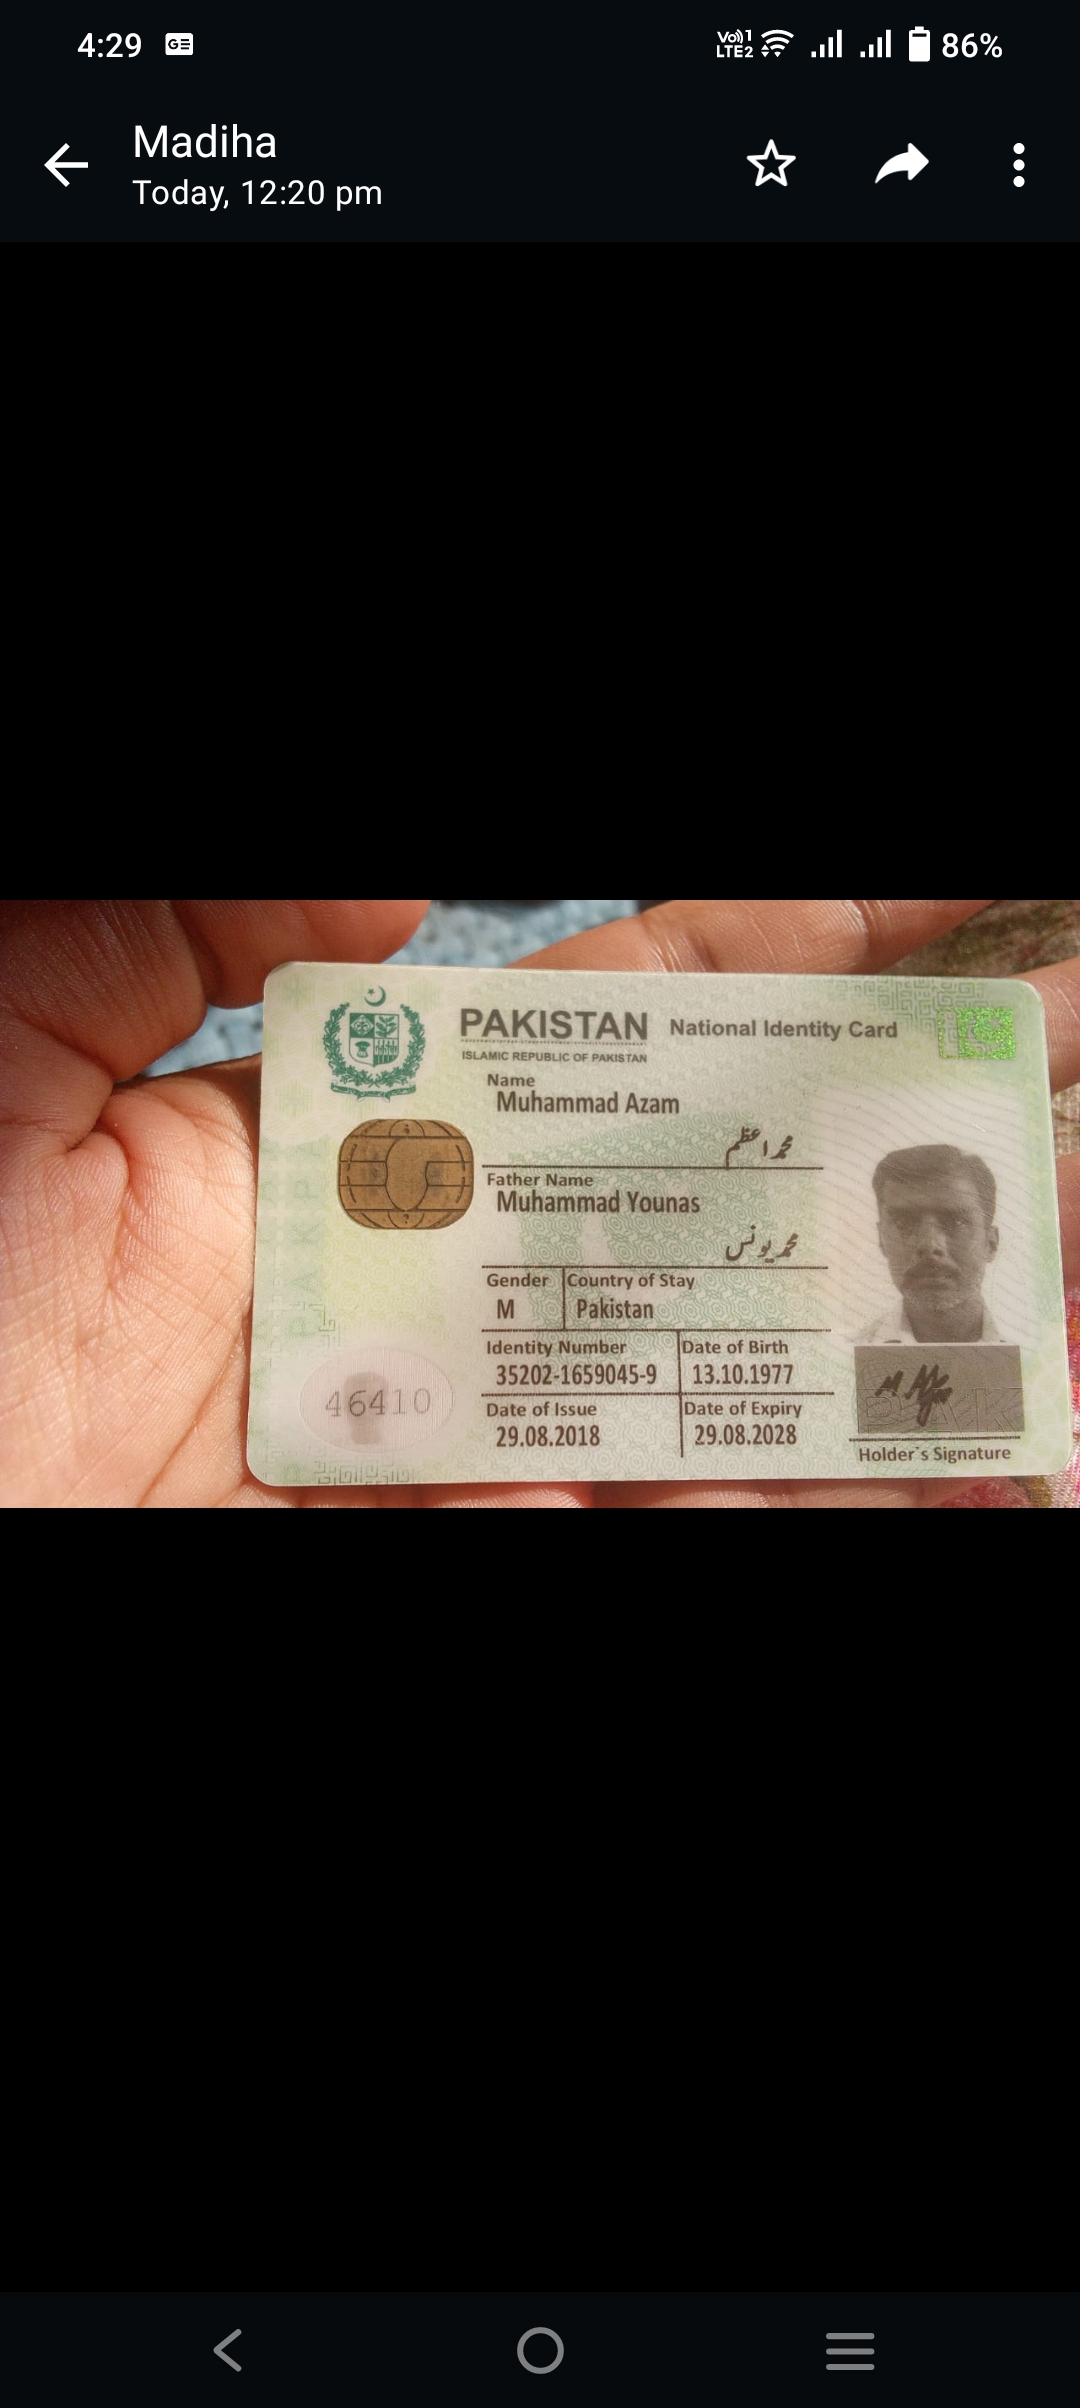 4:29
Vo)) 1
LTE2
86%
Madiha
Today, 12:20 pm
PAKISTAN National Identity Card
ISLAMIC REPUBLIC OF PAKISTAN
Name
Muhammad Azam
محمد اعظم
Father Name
Muhammad Younas
محمد یونس
Gender Country of Stay
M Pakistan
Identity Number Date of Birth
35202-1659045-9 13.10.1977
46410
Date of Issue Date of Expiry
29.08.2018 29.08.2028
Holder's Signature